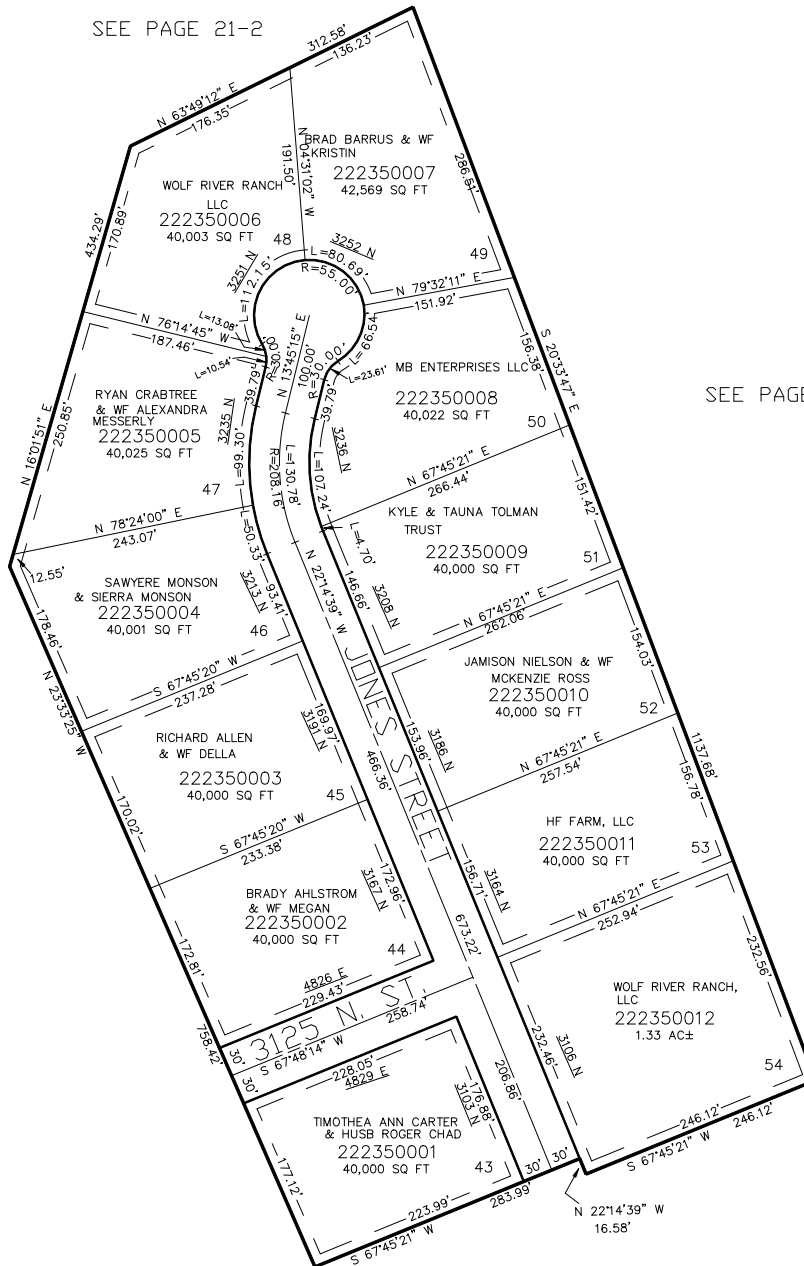 SEE PAGE 21-2
312.58'
136.23'
N 63°49'12" E
176.35'
BRAD BARRUS & WF
KRISTIN
222350007
42,569 SQ FT
N 04°31'02" W
191.50'
286.51'
434.29'
170.89'
WOLF RIVER RANCH
LLC
222350006
40,003 SQ FT
48
49
3251 N
3252 N
L=112.15'
L=80.69'
R=55.00'
N 79°32'11" E
151.92'
L=66.54'
L=13.08'
N 76°14'45" W
187.46'
L=10.54'
R=30.00'
N 13°45'15" E
100.00'
R=30.00'
L=23.61'
S 20°33'47" E
156.38'
MB ENTERPRISES LLC
222350008
40,022 SQ FT
50
SEE PAGE
RYAN CRABTREE
& WF ALEXANDRA
MESSERLY
222350005
40,025 SQ FT
47
N 16°01'51" E
250.85'
39.79'
39.79'
3235 N
3236 N
L=99.30'
R=208.16'
L=130.78'
L=107.24'
N 67°45'21" E
266.44'
151.42'
KYLE & TAUNA TOLMAN
TRUST
222350009
40,000 SQ FT
51
N 78°24'00" E
243.07'
L=50.33'
L=4.70'
12.55'
SAWYERE MONSON
& SIERRA MONSON
222350004
40,001 SQ FT
46
3213 N
93.41'
N 22°14'39" W
146.66'
3208 N
N 67°45'21" E
262.06'
178.46'
N 23°33'25" W
S 67°45'20" W
237.28'
JONES STREET
JAMISON NIELSON & WF
MCKENZIE ROSS
222350010
40,000 SQ FT
52
154.03'
1137.68'
RICHARD ALLEN
& WF DELLA
222350003
40,000 SQ FT
45
169.97'
3191 N
466.36'
153.96'
3186 N
N 67°45'21" E
257.54'
156.78'
170.02'
S 67°45'20" W
233.38'
HF FARM, LLC
222350011
40,000 SQ FT
53
BRADY AHLSTROM
& WF MEGAN
222350002
40,000 SQ FT
44
172.96'
3167 N
156.71'
3164 N
N 67°45'21" E
252.94'
172.81'
673.22'
232.56'
4826 E
229.43'
3125 N. ST.
258.74'
S 67°48'14" W
758.42'
30'
30'
WOLF RIVER RANCH,
LLC
222350012
1.33 AC±
54
232.46'
3106 N
228.05'
4829 E
206.86'
176.88'
3103 N
TIMOTHEA ANN CARTER
& HUSB ROGER CHAD
222350001
40,000 SQ FT
43
177.12'
30'
30'
246.12'
246.12'
S 67°45'21" W
223.99'
283.99'
S 67°45'21" W
N 22°14'39" W
16.58'